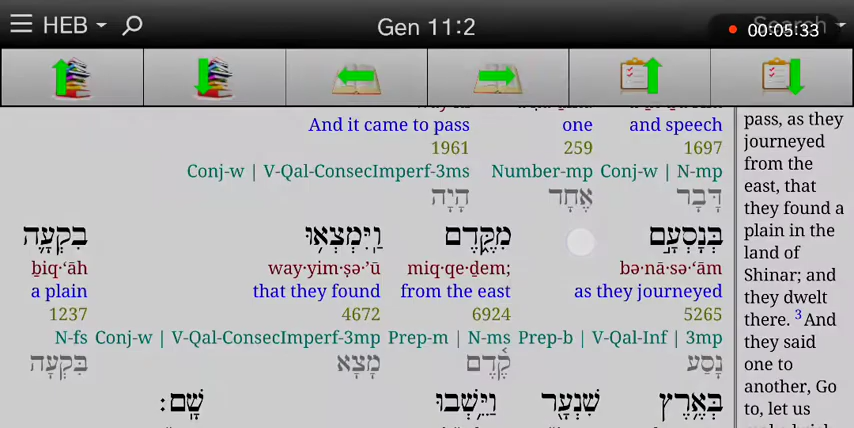 HEB
Gen 11:2
Search
00:05:33
And it came to pass one and speech
1961 259 1697
Conj-w | V-Qal-ConsecImperf-3ms Number-mp Conj-w | N-mp
דָּבָר אֶחָד הָיָה
בְּנָסְעָ֣ם מִקֶּ֑דֶם וַֽיִּמְצְא֥וּ בִקְעָ֛ה
ḇiq·‘āh way·yim·ṣə·’ū miq·qe·ḏem; bə·nā·sə·‘ām
a plain that they found from the east as they journeyed
1237 4672 6924 5265
N-fs Conj-w | V-Qal-ConsecImperf-3mp Prep-m | N-ms Prep-b | V-Qal-Inf | 3mp
נָסַע קֶ֫דֶם מָצָא בִּקְעָה
בְּאֶ֥רֶץ שִׁנְעָ֖ר וַיֵּ֥שְׁבוּ שָֽׁם׃
pass, as they
journeyed
from the
east, that
they found a
plain in the
land of
Shinar; and
they dwelt
there. 3 And
they said
one to
another, Go
to, let us